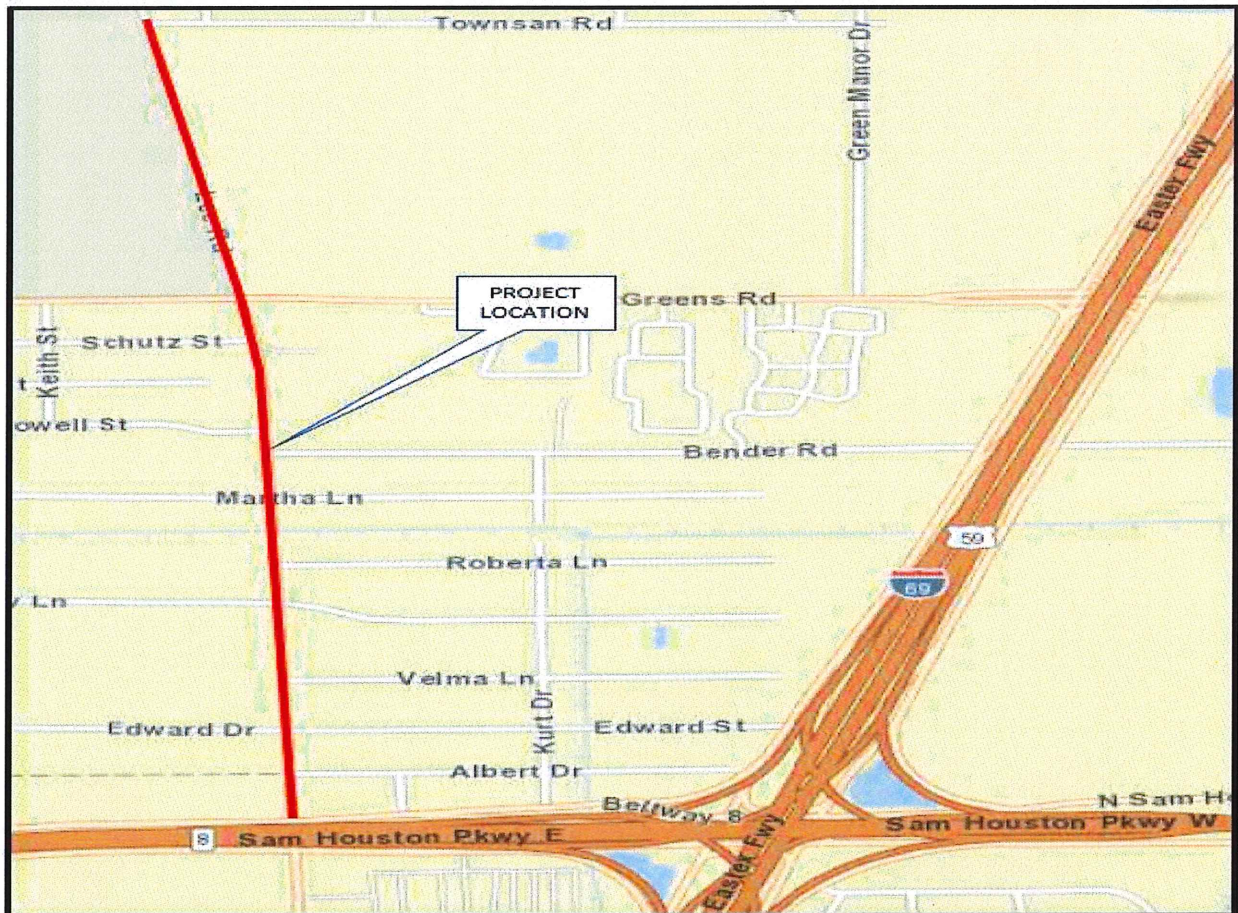 Townsan Rd
Green Manor Dr
Eastex Fwy
PROJECT
LOCATION
Greens Rd
Schutz St
Keith St
t
owell St
Bender Rd
Martha Ln
59
69
Roberta Ln
Ln
Velma Ln
Kurt Dr
Edward Dr
Edward St
Albert Dr
Beltway 8
N Sam Ho
8
Sam Houston Pkwy E
Sam Houston Pkwy W
Eastex Fwy